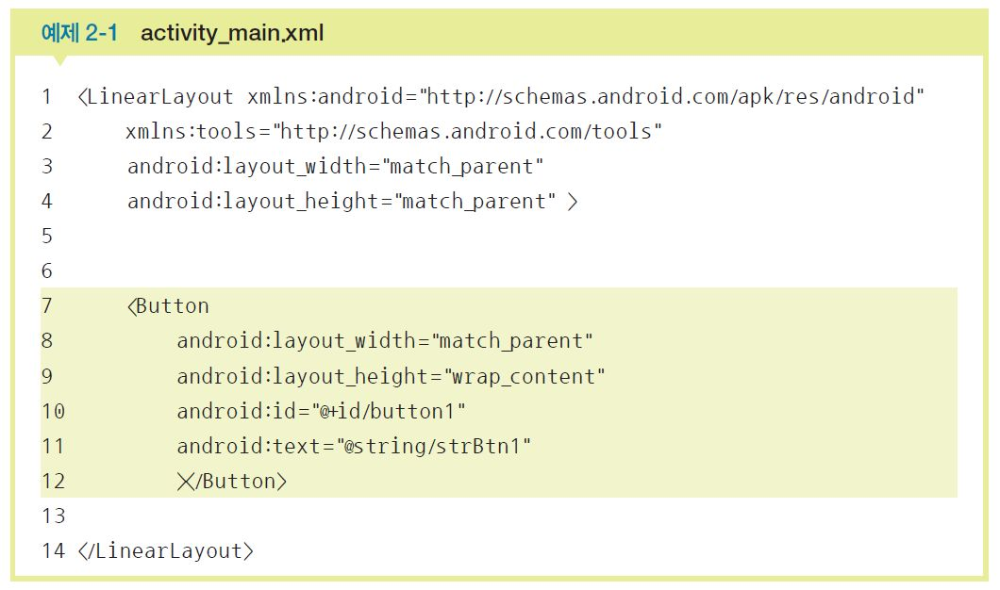 예제 2-1 activity_main.xml
1 <LinearLayout xmlns:android="http://schemas.android.com/apk/res/android"
2 xmlns:tools="http://schemas.android.com/tools"
3 android:layout_width="match_parent"
4 android:layout_height="match_parent" >
5
6
7 <Button
8 android:layout_width="match_parent"
9 android:layout_height="wrap_content"
10 android:id="@+id/button1"
11 android:text="@string/strBtn1"
12 ></Button>
13
14 </LinearLayout>